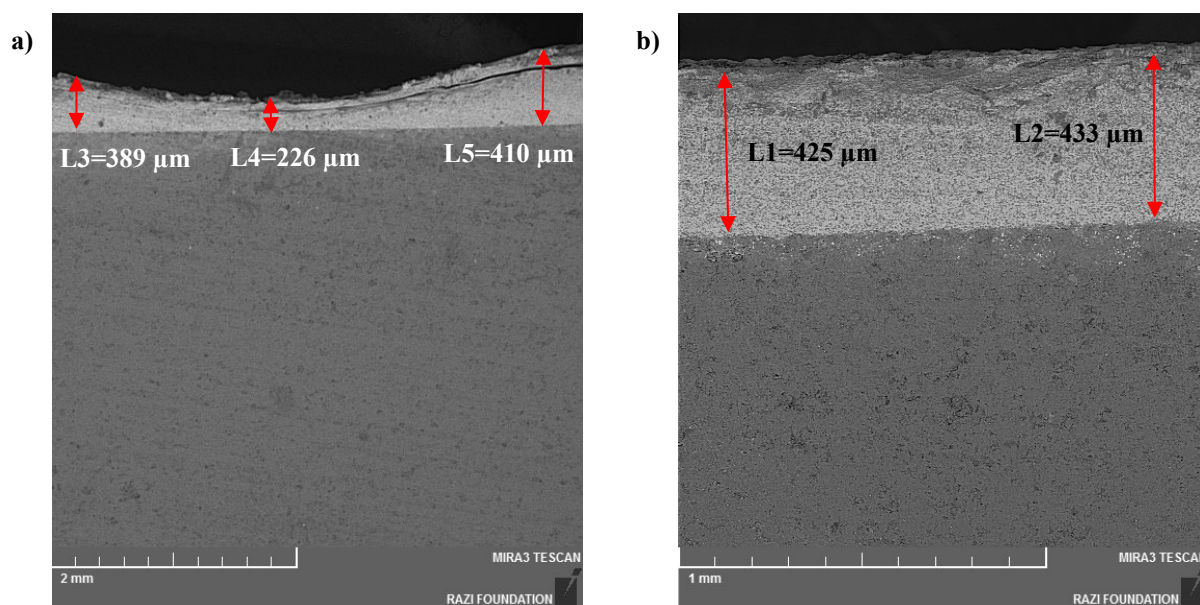 a)
L3=389 µm
L4=226 µm
L5=410 µm
MIRA3 TESCAN
2 mm
RAZI FOUNDATION
b)
L1=425 µm
L2=433 µm
MIRA3 TESCAN
1 mm
RAZI FOUNDATION